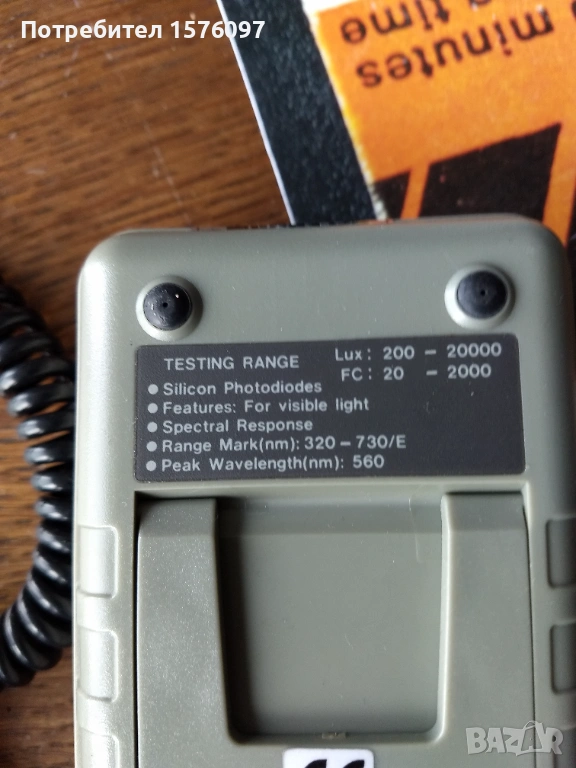 Потребител 1576097
minutes
time
TESTING RANGE Lux: 200 – 20000
FC: 20 – 2000
● Silicon Photodiodes
● Features: For visible light
● Spectral Response
● Range Mark(nm): 320 – 730/E
● Peak Wavelength(nm): 560
BAZAR